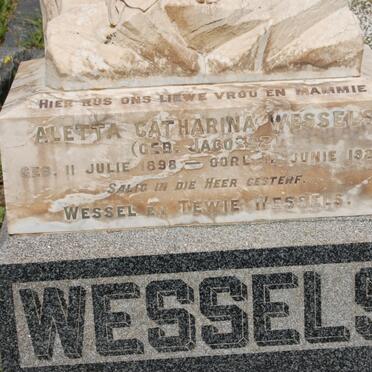 HIER RUS ONS LIEWE VROU EN MAMMIE
ALETTA CATHARINA WESSELS
(GEB. JACOBS)
GEB. 11 JULIE 1898 – OORL. JUNIE
SALIG IN DIE HEER GESTERF.
WESSEL EN TEWIE WESSELS.
WESSELS